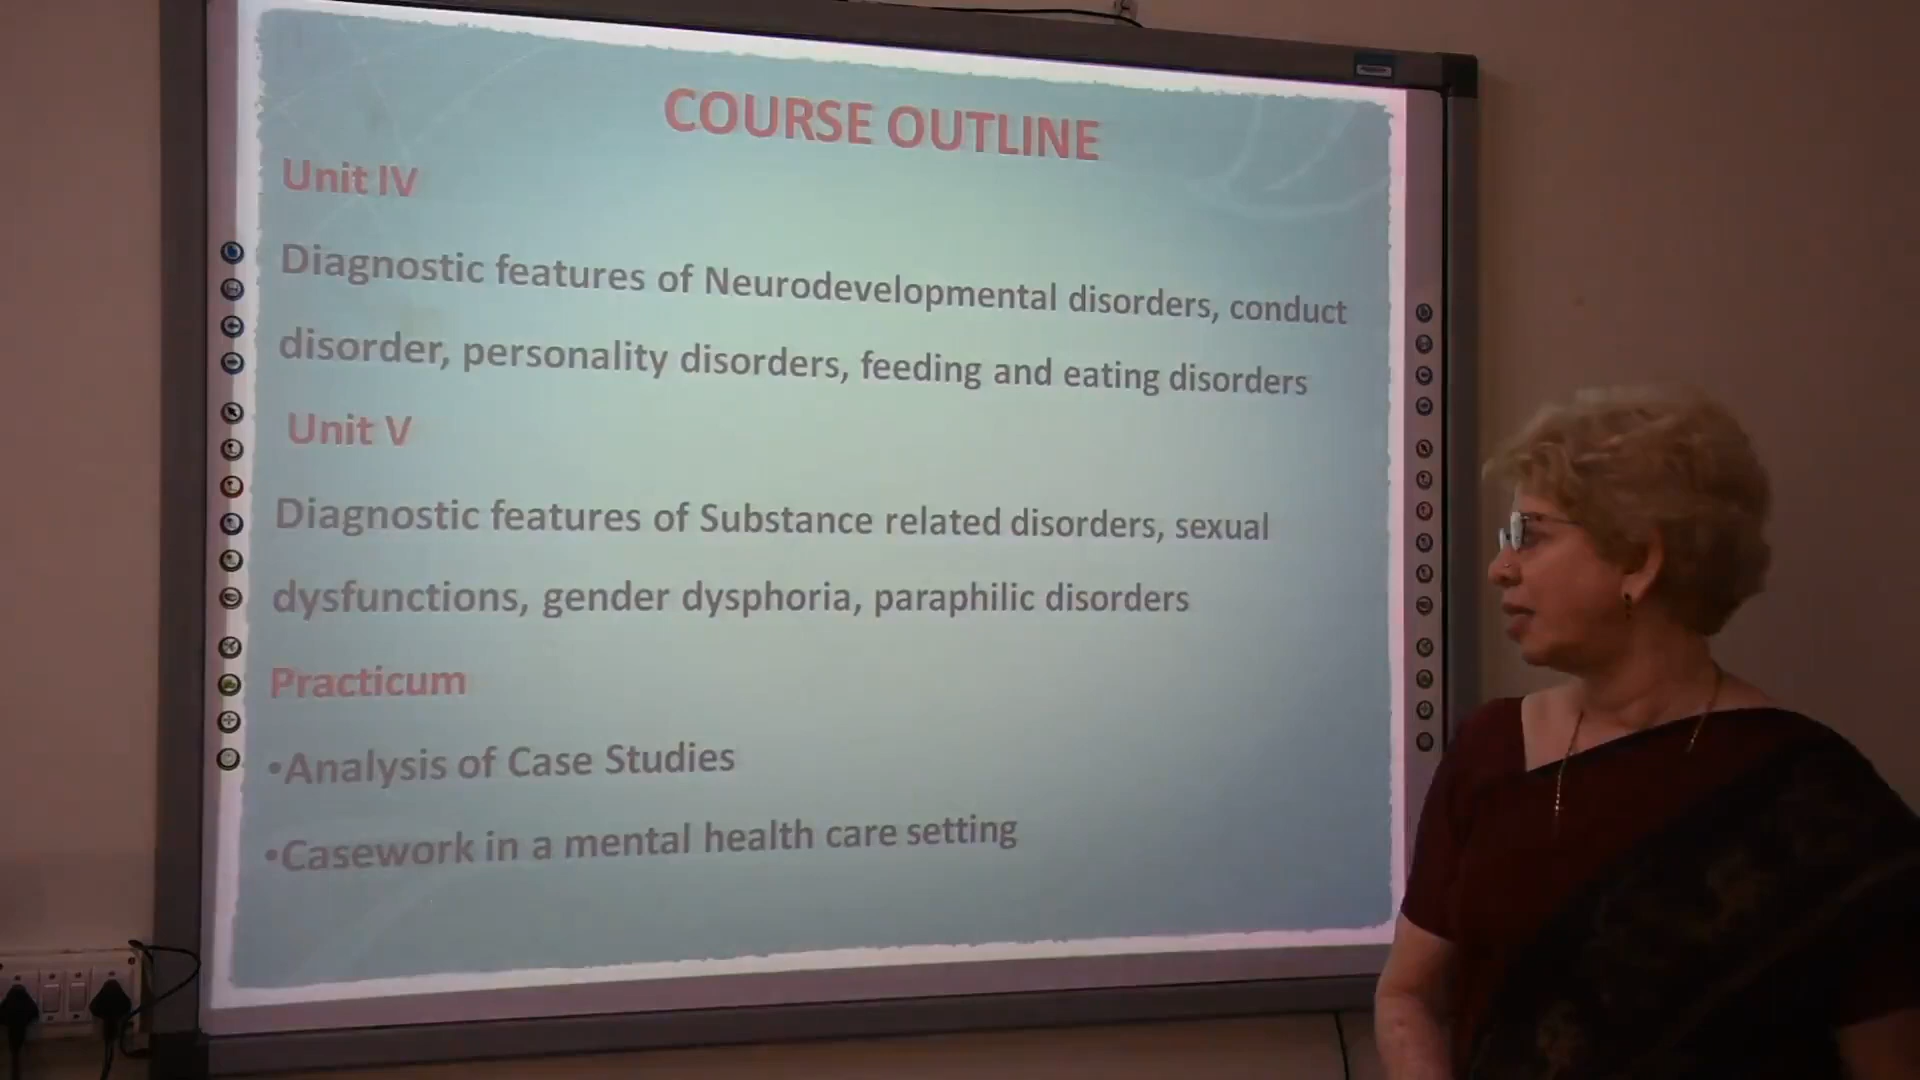 COURSE OUTLINE
Unit IV
Diagnostic features of Neurodevelopmental disorders, conduct
disorder, personality disorders, feeding and eating disorders
Unit V
Diagnostic features of Substance related disorders, sexual
dysfunctions, gender dysphoria, paraphilic disorders
Practicum
•Analysis of Case Studies
•Casework in a mental health care setting